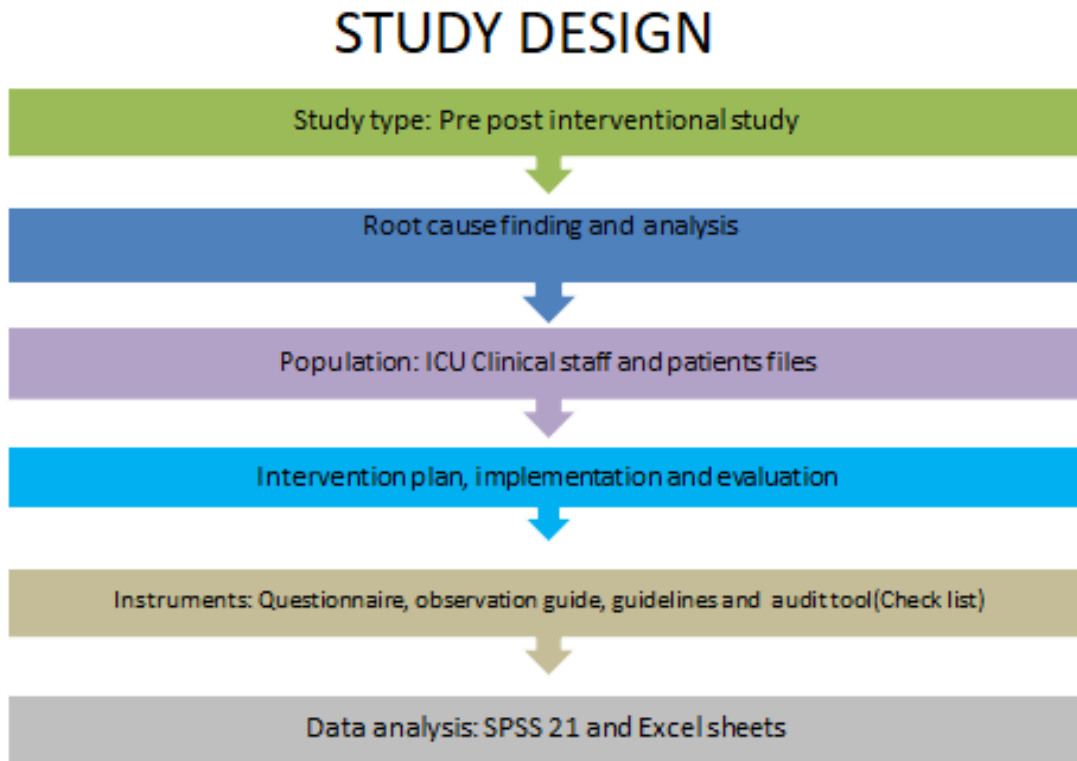 STUDY DESIGN
Study type: Pre post interventional study
Root cause finding and analysis
Population: ICU Clinical staff and patients files
Intervention plan, implementation and evaluation
Instruments: Questionnaire, observation guide, guidelines and audit tool(Check list)
Data analysis: SPSS 21 and Excel sheets